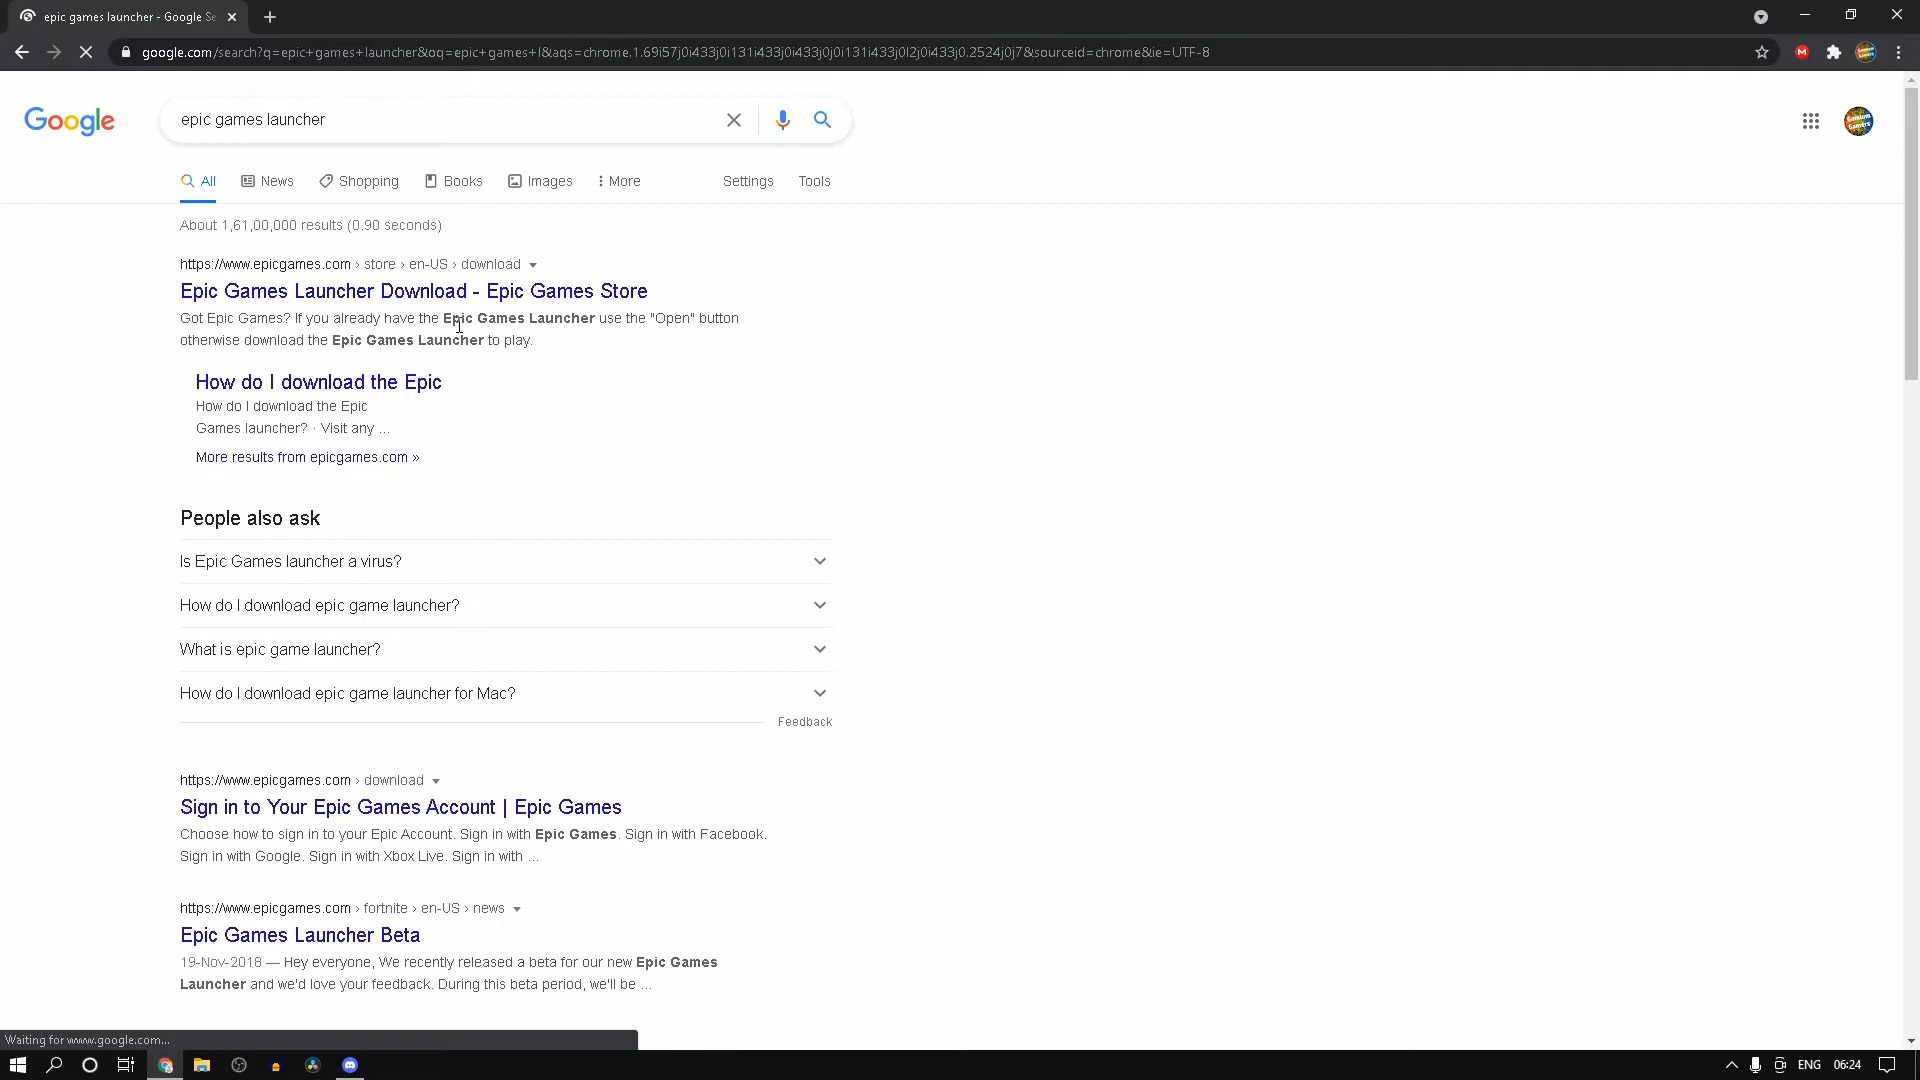 epic games launcher - Google Se
google.com/search?q=epic+games+launcher&oq=epic+games+l&aqs=chrome.1.69i57j0i433j0i131i433j0i433j0j0i131i433j0l2j0i433j0.2524j0j7&sourceid=chrome&ie=UTF-8
Google
epic games launcher
All News Shopping Books Images More Settings Tools
About 1,61,00,000 results (0.90 seconds)
https://www.epicgames.com › store › en-US › download
Epic Games Launcher Download - Epic Games Store
Got Epic Games? If you already have the Epic Games Launcher use the "Open" button
otherwise download the Epic Games Launcher to play.
How do I download the Epic
How do I download the Epic
Games launcher? · Visit any ...
More results from epicgames.com »
People also ask
Is Epic Games launcher a virus?
How do I download epic game launcher?
What is epic game launcher?
How do I download epic game launcher for Mac?
Feedback
https://www.epicgames.com › download
Sign in to Your Epic Games Account | Epic Games
Choose how to sign in to your Epic Account. Sign in with Epic Games. Sign in with Facebook.
Sign in with Google. Sign in with Xbox Live. Sign in with ...
https://www.epicgames.com › fortnite › en-US › news
Epic Games Launcher Beta
19-Nov-2018 — Hey everyone, We recently released a beta for our new Epic Games
Launcher and we'd love your feedback. During this beta period, we'll be ...
Waiting for www.google.com...
ENG 06:24